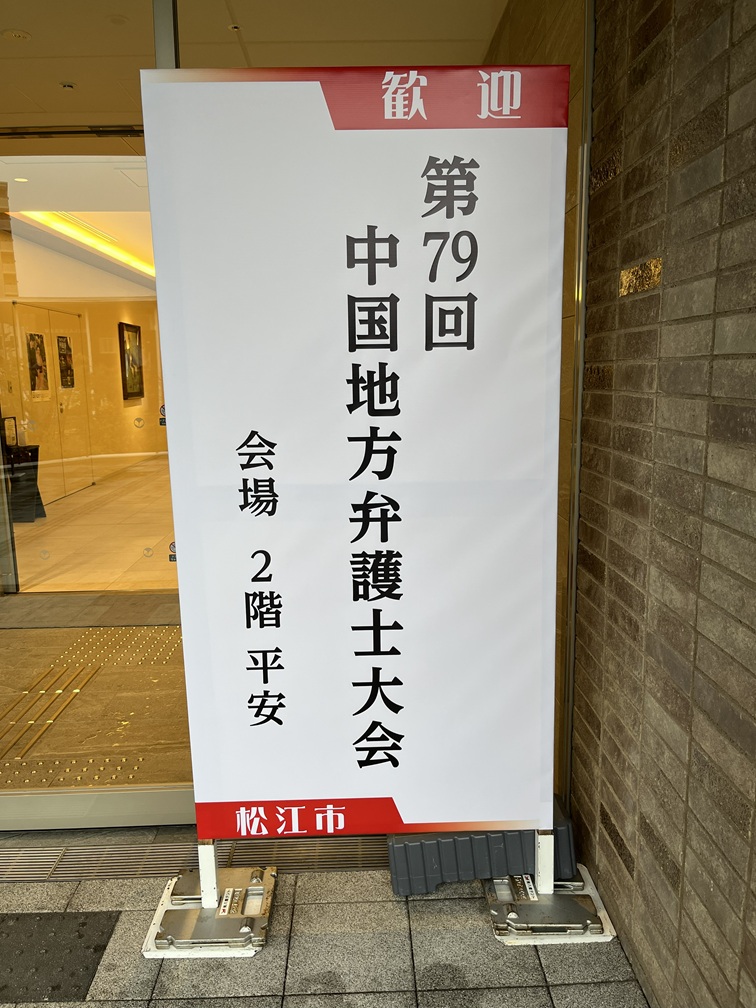 歓迎
第79回
中国地方弁護士大会
会場 2階 平安
松江市